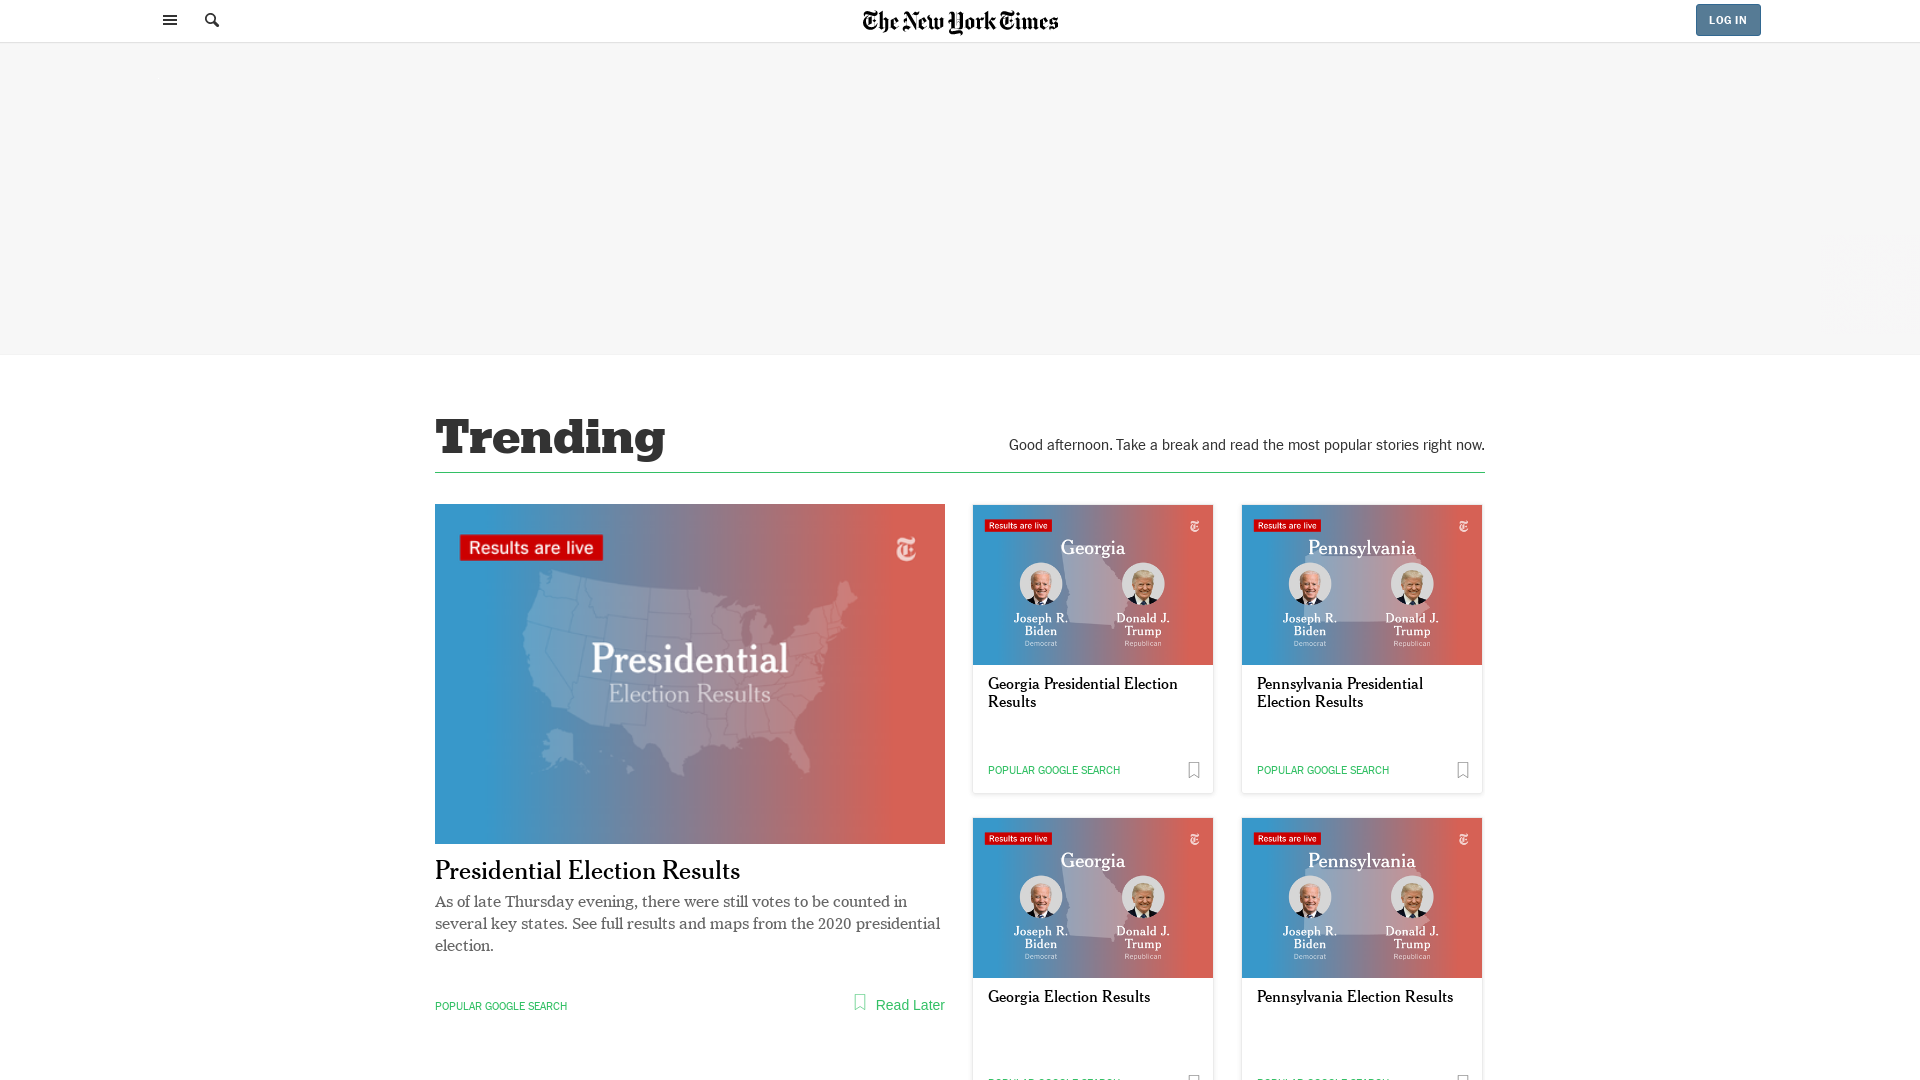 The New York Times
LOG IN
Trending
Good afternoon. Take a break and read the most popular stories right now.
Results are live
Presidential
Election Results
Presidential Election Results
As of late Thursday evening, there were still votes to be counted in
several key states. See full results and maps from the 2020 presidential
election.
POPULAR GOOGLE SEARCH
Read Later
Results are live
Georgia
Joseph R.
Biden
Democrat
Donald J.
Trump
Republican
Georgia Presidential Election
Results
POPULAR GOOGLE SEARCH
Results are live
Pennsylvania
Joseph R.
Biden
Democrat
Donald J.
Trump
Republican
Pennsylvania Presidential
Election Results
POPULAR GOOGLE SEARCH
Results are live
Georgia
Joseph R.
Biden
Democrat
Donald J.
Trump
Republican
Georgia Election Results
Results are live
Pennsylvania
Joseph R.
Biden
Democrat
Donald J.
Trump
Republican
Pennsylvania Election Results